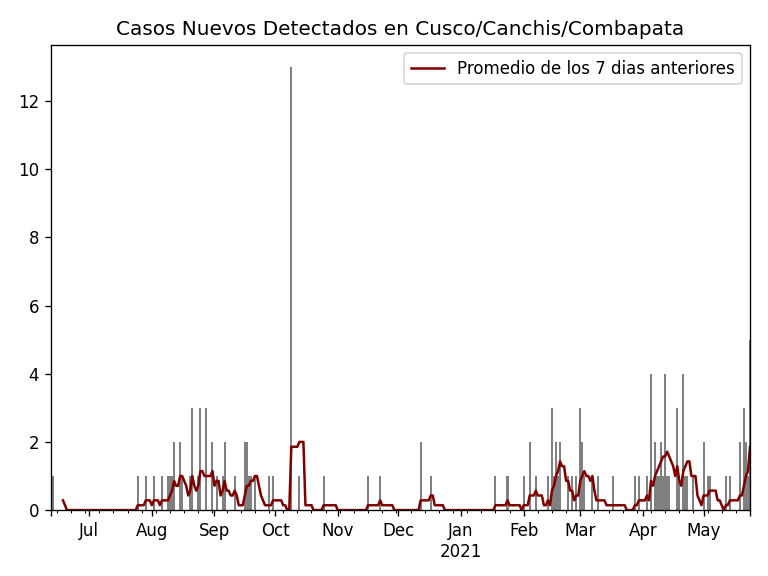 Casos Nuevos Detectados en Cusco/Canchis/Combapata
Promedio de los 7 dias anteriores
12
10
8
6
4
2
0
Jul Aug Sep Oct Nov Dec Jan Feb Mar Apr May
2021